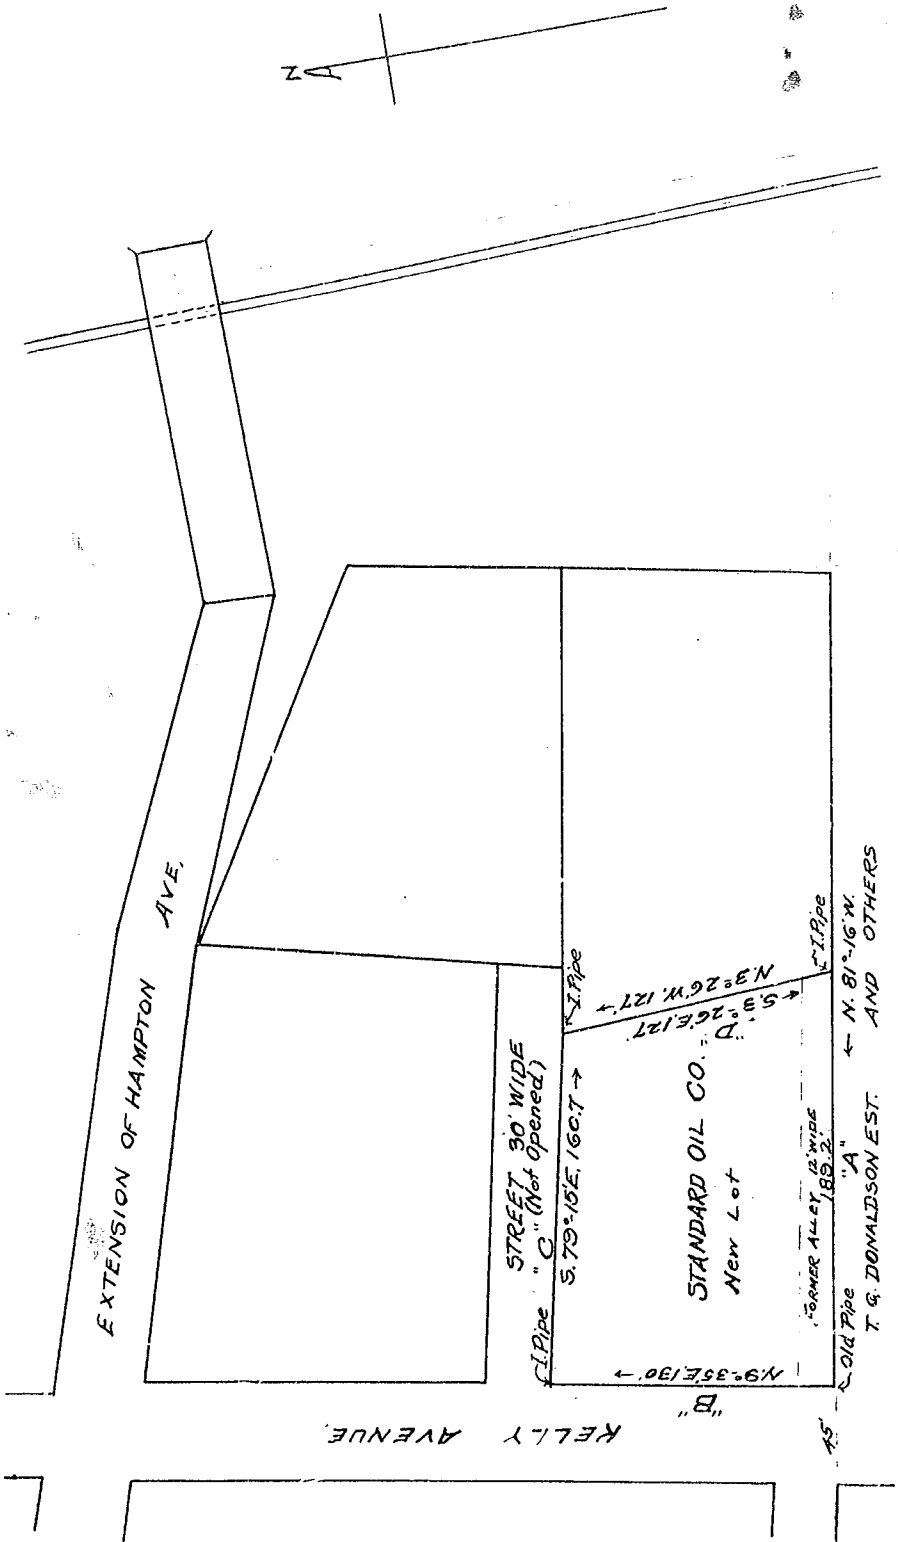 N
EXTENSION OF HAMPTON AVE.
STREET 30' WIDE
"C" (Not Opened)
I.Pipe
S.79°-15'E. 160.7 →
I.Pipe
N.3°-26'W. 127' →
S.3°-26'E. 127'
"D"
STANDARD OIL CO.
New Lot
FORMER ALLEY 12' WIDE
189.2'
I.Pipe
N.9°-35'E. 130' →
"B"
KELLY AVENUE
45'
Old Pipe
"A"
← N. 81°-16' W.
T. G. DONALDSON EST. AND OTHERS